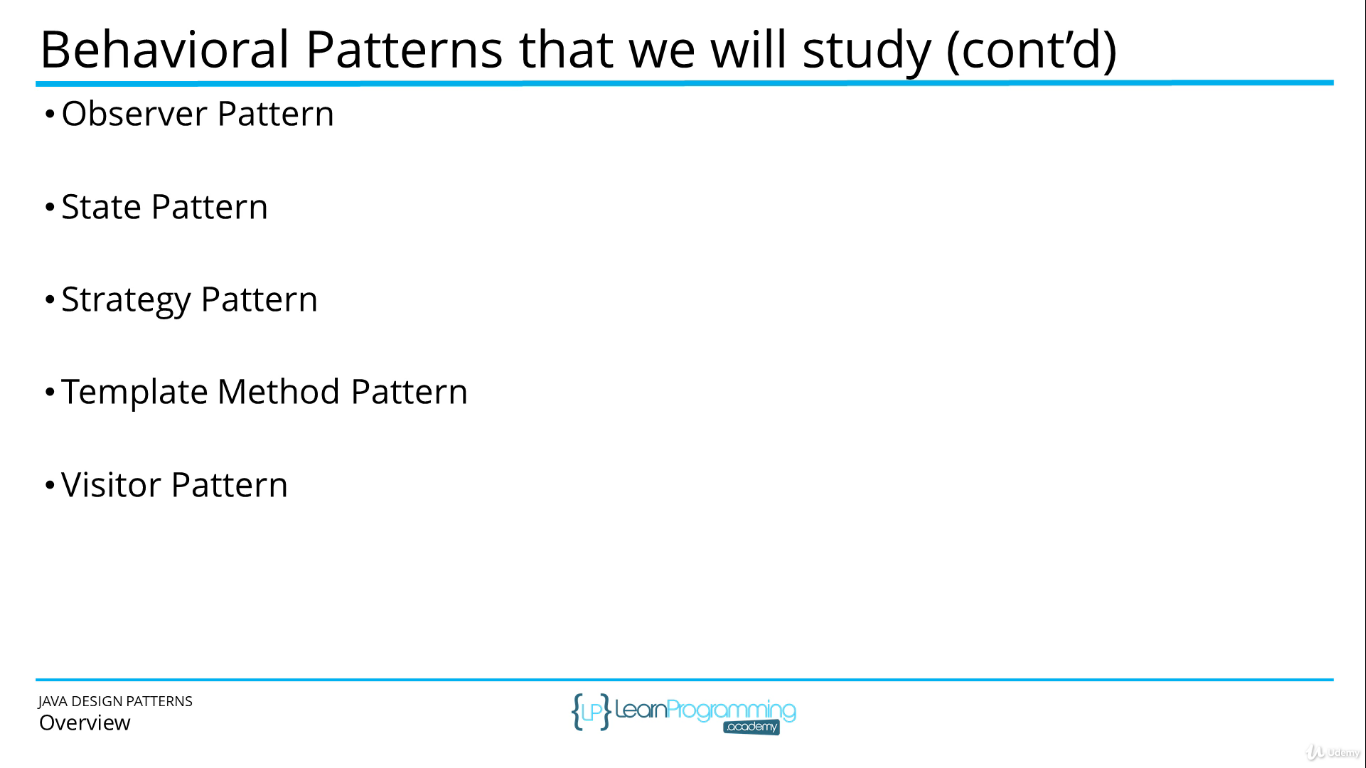 Behavioral Patterns that we will study (cont’d)
• Observer Pattern
• State Pattern
• Strategy Pattern
• Template Method Pattern
• Visitor Pattern
JAVA DESIGN PATTERNS
Overview
{LP} LearnProgramming
.academy
Udemy